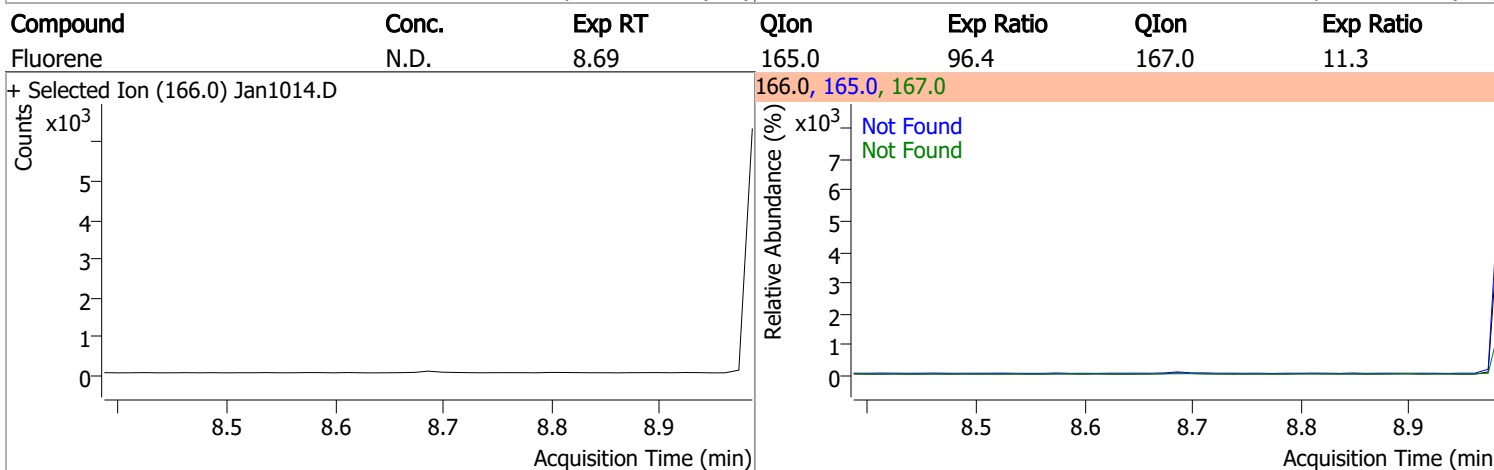 Compound Conc. Exp RT QIon Exp Ratio QIon Exp Ratio
Fluorene N.D. 8.69 165.0 96.4 167.0 11.3
+ Selected Ion (166.0) Jan1014.D
Counts
x10³
5
4
3
2
1
0
8.5 8.6 8.7 8.8 8.9
Acquisition Time (min)
166.0, 165.0, 167.0
Relative Abundance (%)
x10³
Not Found
Not Found
7
6
5
4
3
2
1
0
8.5 8.6 8.7 8.8 8.9
Acquisition Time (min